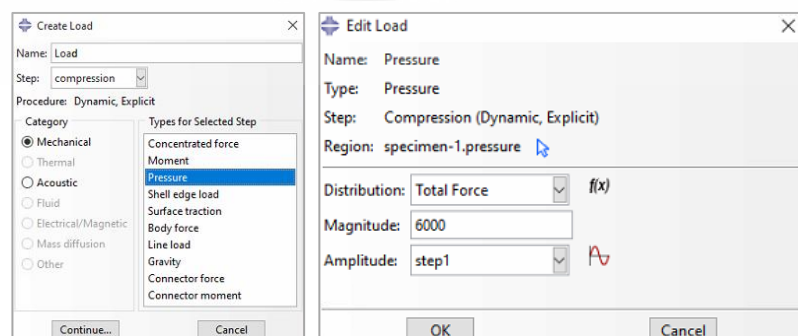 Create Load
Name: Load
Step: compression
Procedure: Dynamic, Explicit
Category
Mechanical
Thermal
Acoustic
Fluid
Electrical/Magnetic
Mass diffusion
Other
Types for Selected Step
Concentrated force
Moment
Pressure
Shell edge load
Surface traction
Body force
Line load
Gravity
Connector force
Connector moment
Continue...
Cancel
Edit Load
Name: Pressure
Type: Pressure
Step: Compression (Dynamic, Explicit)
Region: specimen-1.pressure
Distribution: Total Force f(x)
Magnitude: 6000
Amplitude: step1
OK
Cancel